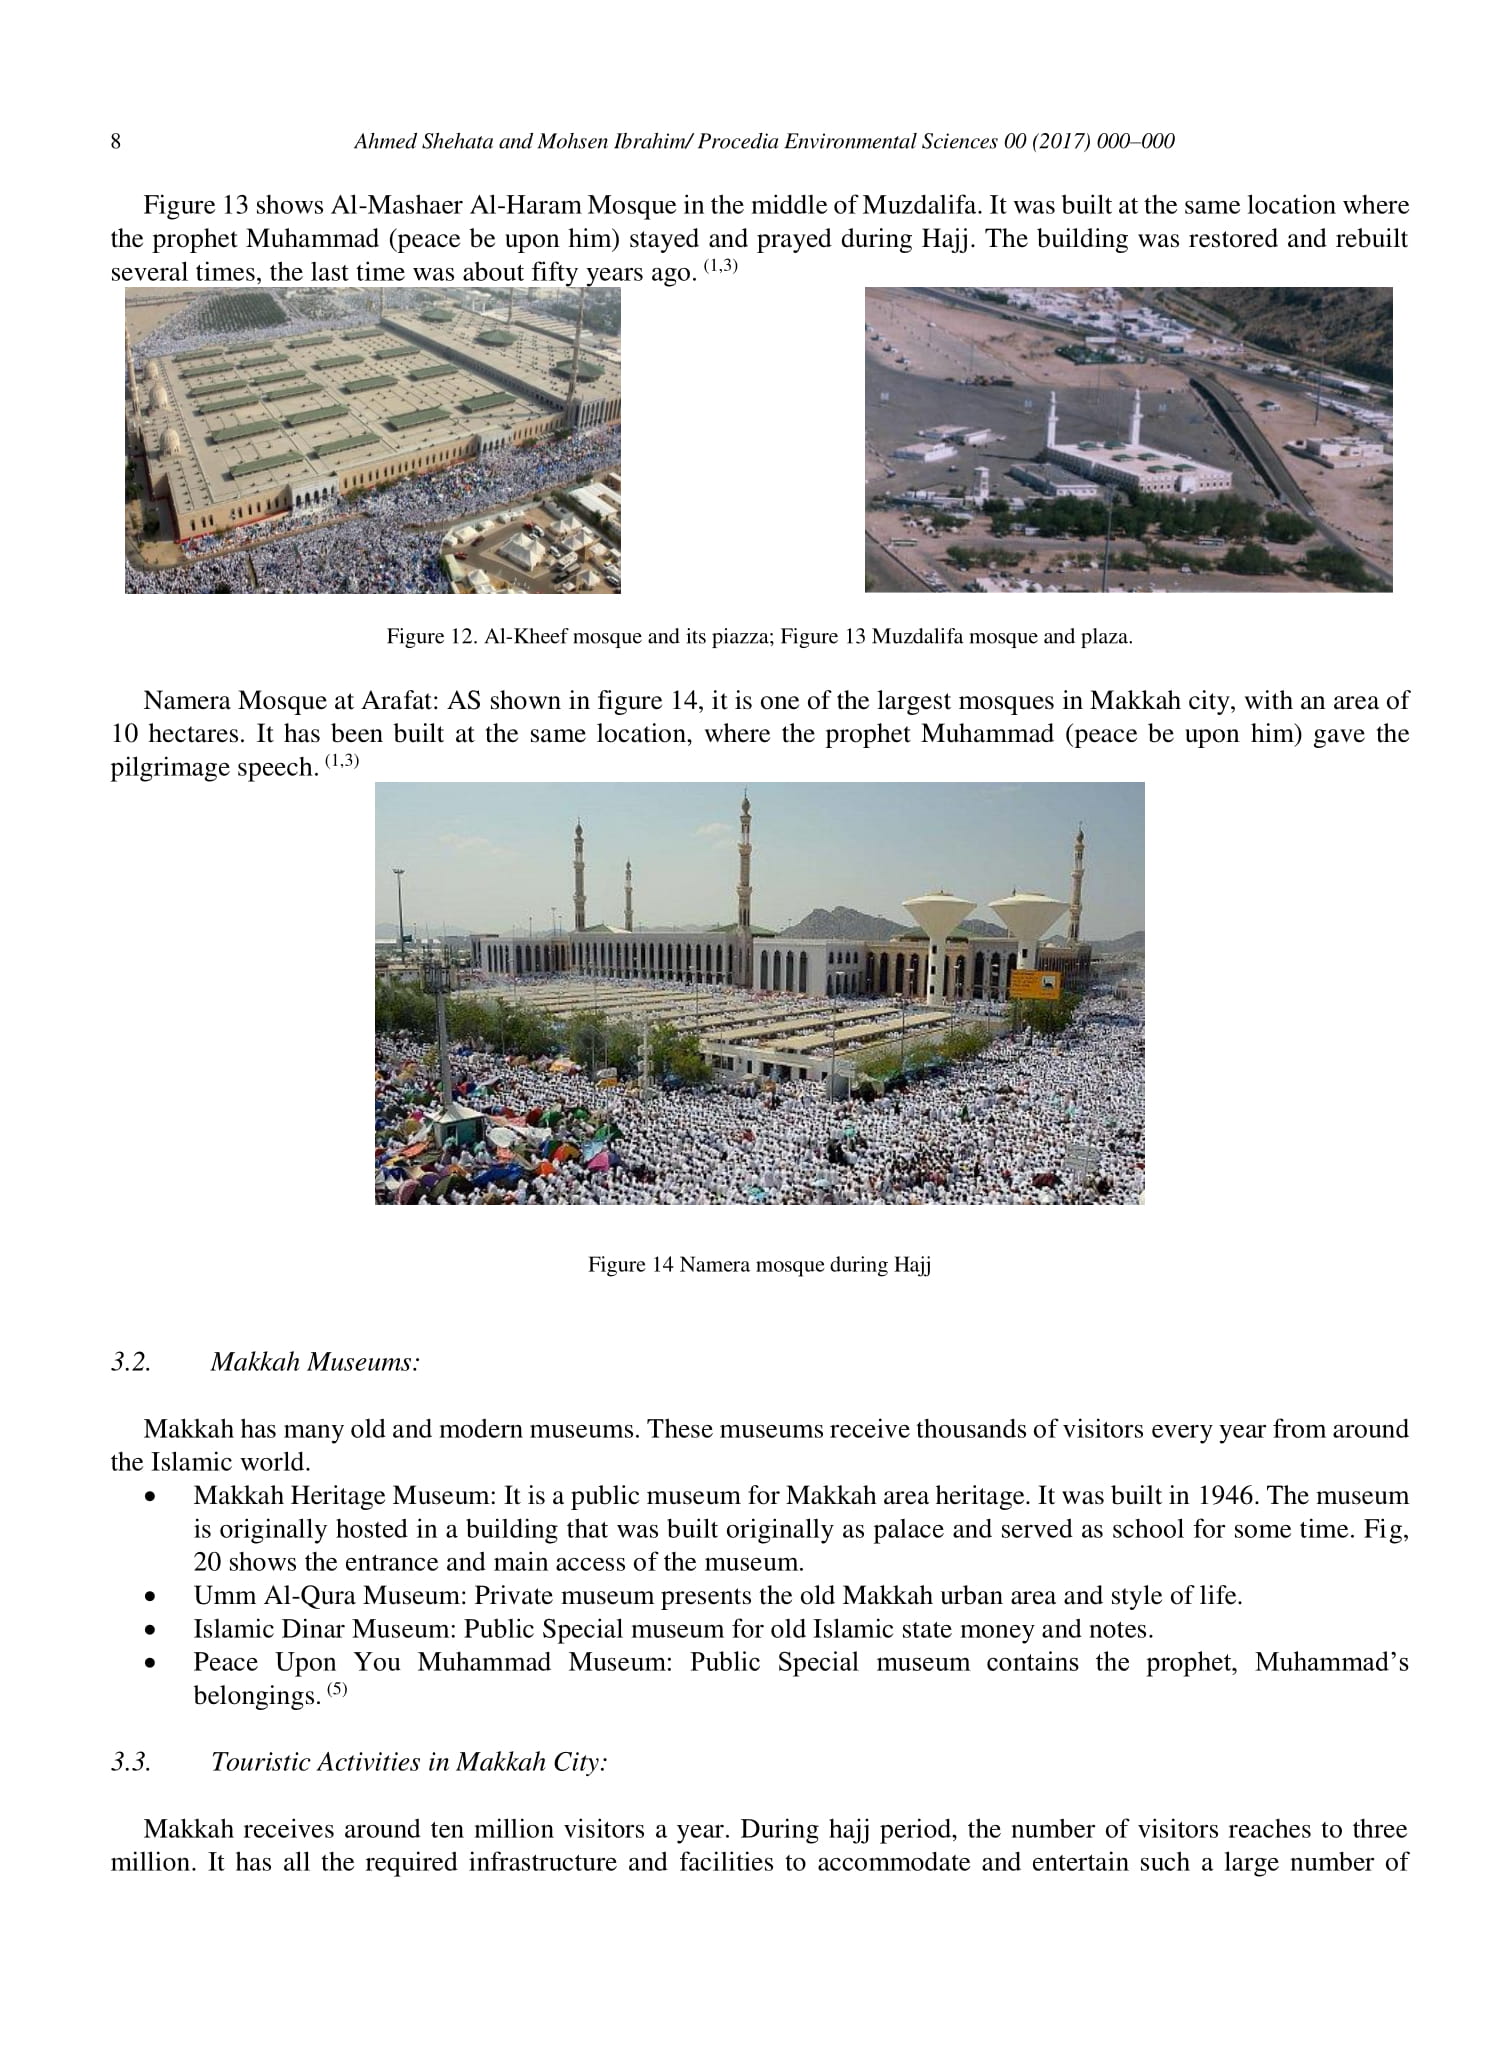 8
Ahmed Shehata and Mohsen Ibrahim/ Procedia Environmental Sciences 00 (2017) 000–000
Figure 13 shows Al-Mashaer Al-Haram Mosque in the middle of Muzdalifa. It was built at the same location where
the prophet Muhammad (peace be upon him) stayed and prayed during Hajj. The building was restored and rebuilt
several times, the last time was about fifty years ago. (1,3)
Figure 12. Al-Kheef mosque and its piazza; Figure 13 Muzdalifa mosque and plaza.
Namera Mosque at Arafat: AS shown in figure 14, it is one of the largest mosques in Makkah city, with an area of
10 hectares. It has been built at the same location, where the prophet Muhammad (peace be upon him) gave the
pilgrimage speech. (1,3)
Figure 14 Namera mosque during Hajj
3.2. Makkah Museums:
Makkah has many old and modern museums. These museums receive thousands of visitors every year from around
the Islamic world.
• Makkah Heritage Museum: It is a public museum for Makkah area heritage. It was built in 1946. The museum
is originally hosted in a building that was built originally as palace and served as school for some time. Fig,
20 shows the entrance and main access of the museum.
• Umm Al-Qura Museum: Private museum presents the old Makkah urban area and style of life.
• Islamic Dinar Museum: Public Special museum for old Islamic state money and notes.
• Peace Upon You Muhammad Museum: Public Special museum contains the prophet, Muhammad's
belongings. (5)
3.3. Touristic Activities in Makkah City:
Makkah receives around ten million visitors a year. During hajj period, the number of visitors reaches to three
million. It has all the required infrastructure and facilities to accommodate and entertain such a large number of